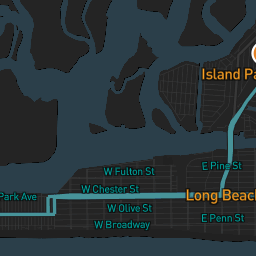 Island Pa
E Pine St
W Fulton St
W Chester St
Park Ave
Long Beach
W Olive St
E Penn St
W Broadway